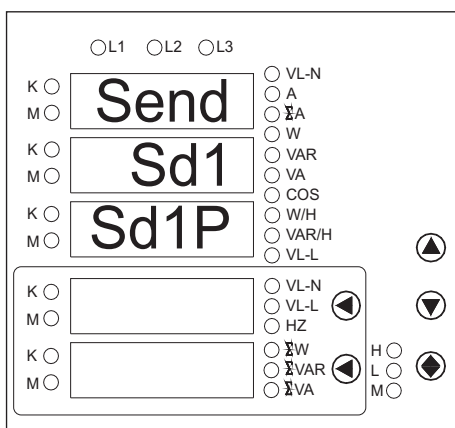 L1 L2 L3
K
M
Send
VL-N
A
ΣA
W
K
M
Sd1
VAR
VA
COS
K
M
Sd1P
W/H
VAR/H
VL-L
K
M
VL-N
VL-L
HZ
K
M
ΣW
ΣVAR
ΣVA
H
L
M